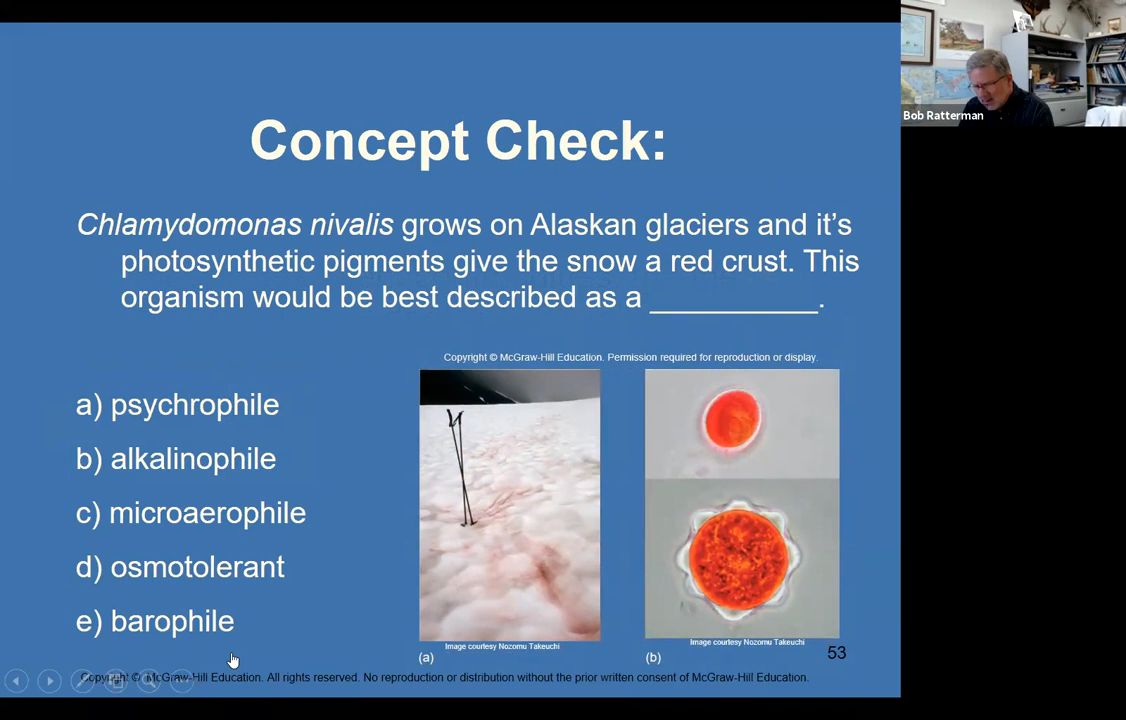 Concept Check:
Chlamydomonas nivalis grows on Alaskan glaciers and it’s
photosynthetic pigments give the snow a red crust. This
organism would be best described as a __________.
Copyright © McGraw-Hill Education. Permission required for reproduction or display.
a) psychrophile
b) alkalinophile
c) microaerophile
d) osmotolerant
e) barophile
Image courtesy Nozomu Takeuchi
(a)
Image courtesy Nozomu Takeuchi
(b)
53
Copyright © McGraw-Hill Education. All rights reserved. No reproduction or distribution without the prior written consent of McGraw-Hill Education.
Bob Ratterman